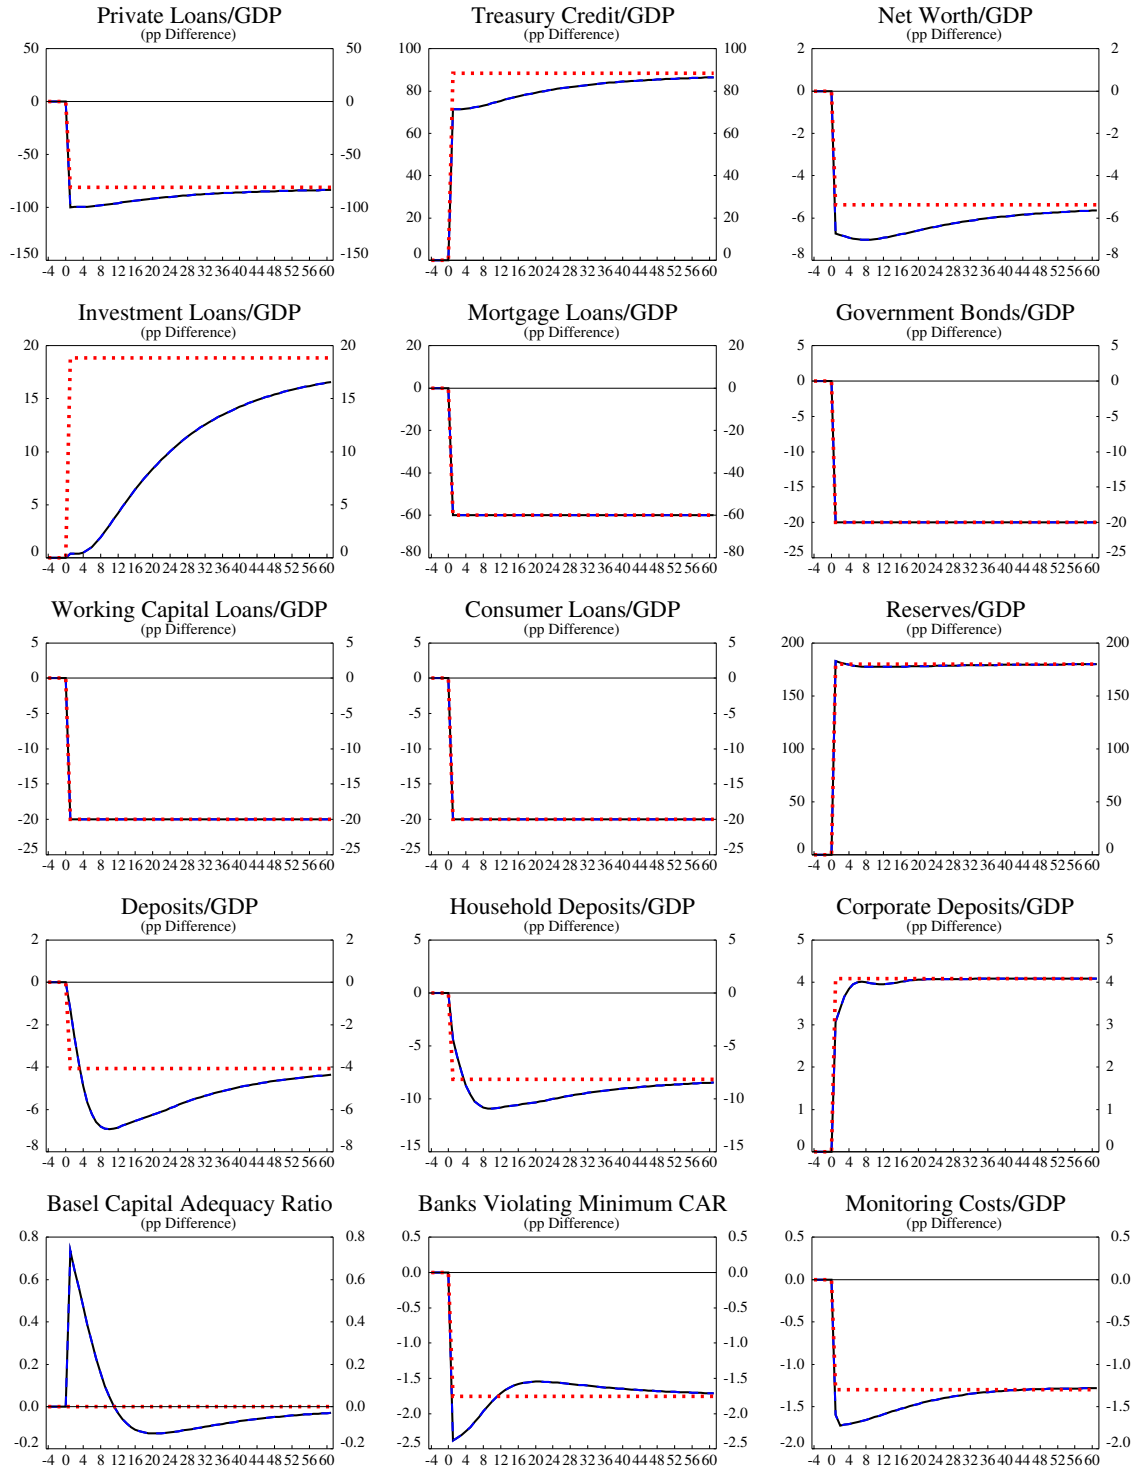 Private Loans/GDP
(pp Difference)
50 50
0 0
-50 -50
-100 -100
-150 -150
-4 0 4 8 12 16 20 24 28 32 36 40 44 48 52 56 60
Treasury Credit/GDP
(pp Difference)
100 100
80 80
60 60
40 40
20 20
0 0
-4 0 4 8 12 16 20 24 28 32 36 40 44 48 52 56 60
Net Worth/GDP
(pp Difference)
2 2
0 0
-2 -2
-4 -4
-6 -6
-8 -8
-4 0 4 8 12 16 20 24 28 32 36 40 44 48 52 56 60
Investment Loans/GDP
(pp Difference)
20 20
15 15
10 10
5 5
0 0
-4 0 4 8 12 16 20 24 28 32 36 40 44 48 52 56 60
Mortgage Loans/GDP
(pp Difference)
20 20
0 0
-20 -20
-40 -40
-60 -60
-80 -80
-4 0 4 8 12 16 20 24 28 32 36 40 44 48 52 56 60
Government Bonds/GDP
(pp Difference)
5 5
0 0
-5 -5
-10 -10
-15 -15
-20 -20
-25 -25
-4 0 4 8 12 16 20 24 28 32 36 40 44 48 52 56 60
Working Capital Loans/GDP
(pp Difference)
5 5
0 0
-5 -5
-10 -10
-15 -15
-20 -20
-25 -25
-4 0 4 8 12 16 20 24 28 32 36 40 44 48 52 56 60
Consumer Loans/GDP
(pp Difference)
5 5
0 0
-5 -5
-10 -10
-15 -15
-20 -20
-25 -25
-4 0 4 8 12 16 20 24 28 32 36 40 44 48 52 56 60
Reserves/GDP
(pp Difference)
200 200
150 150
100 100
50 50
0 0
-4 0 4 8 12 16 20 24 28 32 36 40 44 48 52 56 60
Deposits/GDP
(pp Difference)
2 2
0 0
-2 -2
-4 -4
-6 -6
-8 -8
-4 0 4 8 12 16 20 24 28 32 36 40 44 48 52 56 60
Household Deposits/GDP
(pp Difference)
5 5
0 0
-5 -5
-10 -10
-15 -15
-4 0 4 8 12 16 20 24 28 32 36 40 44 48 52 56 60
Corporate Deposits/GDP
(pp Difference)
5 5
4 4
3 3
2 2
1 1
0 0
-4 0 4 8 12 16 20 24 28 32 36 40 44 48 52 56 60
Basel Capital Adequacy Ratio
(pp Difference)
0.8 0.8
0.6 0.6
0.4 0.4
0.2 0.2
0.0 0.0
-0.2 -0.2
-4 0 4 8 12 16 20 24 28 32 36 40 44 48 52 56 60
Banks Violating Minimum CAR
(pp Difference)
0.5 0.5
0.0 0.0
-0.5 -0.5
-1.0 -1.0
-1.5 -1.5
-2.0 -2.0
-2.5 -2.5
-4 0 4 8 12 16 20 24 28 32 36 40 44 48 52 56 60
Monitoring Costs/GDP
(pp Difference)
0.5 0.5
0.0 0.0
-0.5 -0.5
-1.0 -1.0
-1.5 -1.5
-2.0 -2.0
-4 0 4 8 12 16 20 24 28 32 36 40 44 48 52 56 60